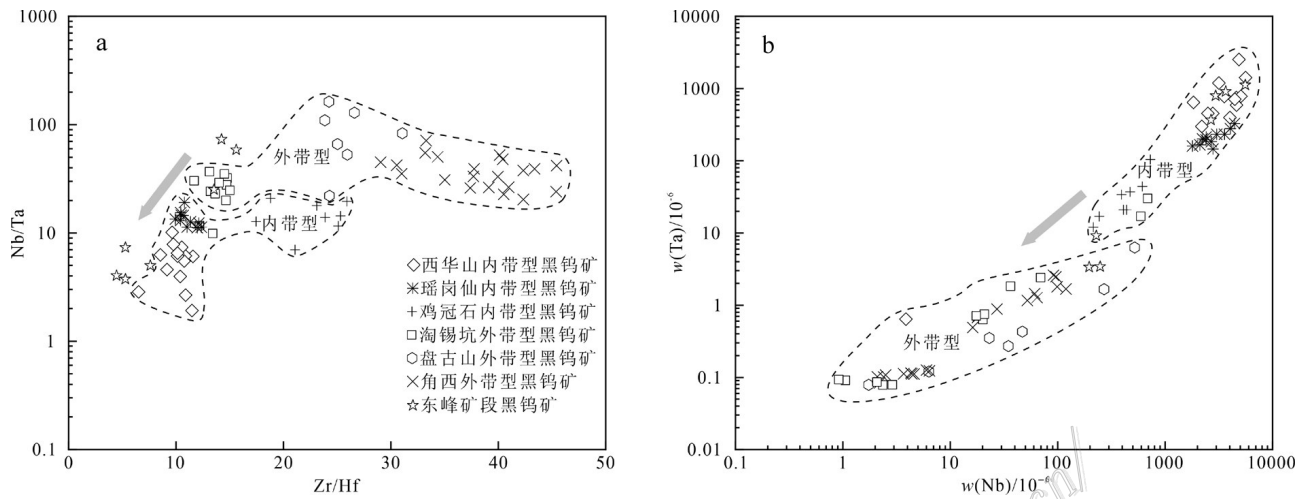 a
1000
100
10
1
0.1
Nb/Ta
外带型
内带型
西华山内带型黑钨矿
瑶岗仙内带型黑钨矿
鸡冠石内带型黑钨矿
淘锡坑外带型黑钨矿
盘古山外带型黑钨矿
角西外带型黑钨矿
东峰矿段黑钨矿
0 10 20 30 40 50
Zr/Hf
b
10000
1000
100
10
1
0.1
0.01
w(Ta)/10⁻⁶
内带型
外带型
0.1 1 10 100 1000 10000
w(Nb)/10⁻⁶